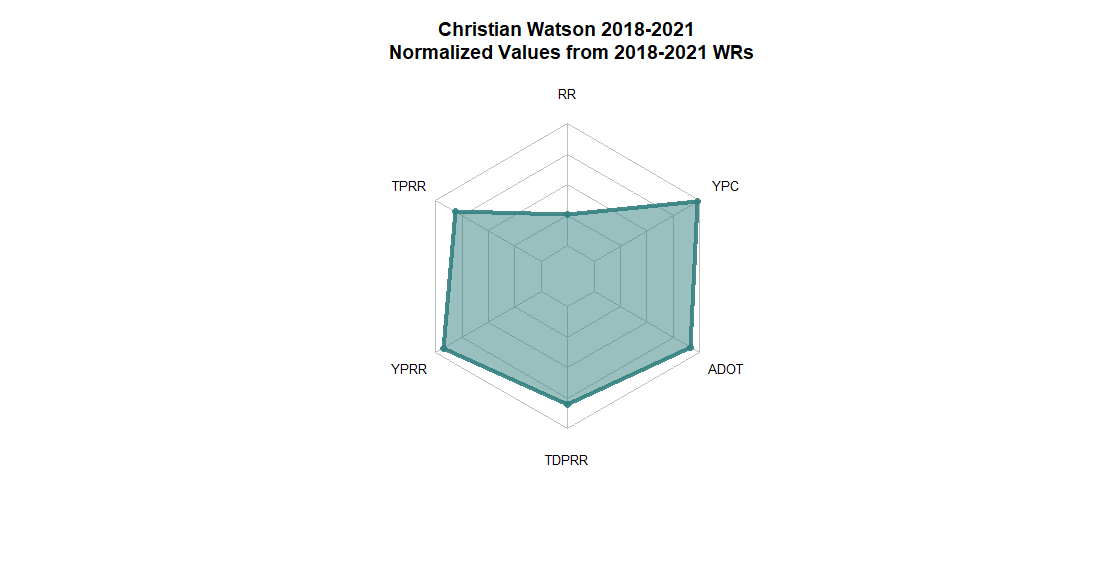 Christian Watson 2018-2021
Normalized Values from 2018-2021 WRs
RR
TPRR
YPC
YPRR
ADOT
TDPRR